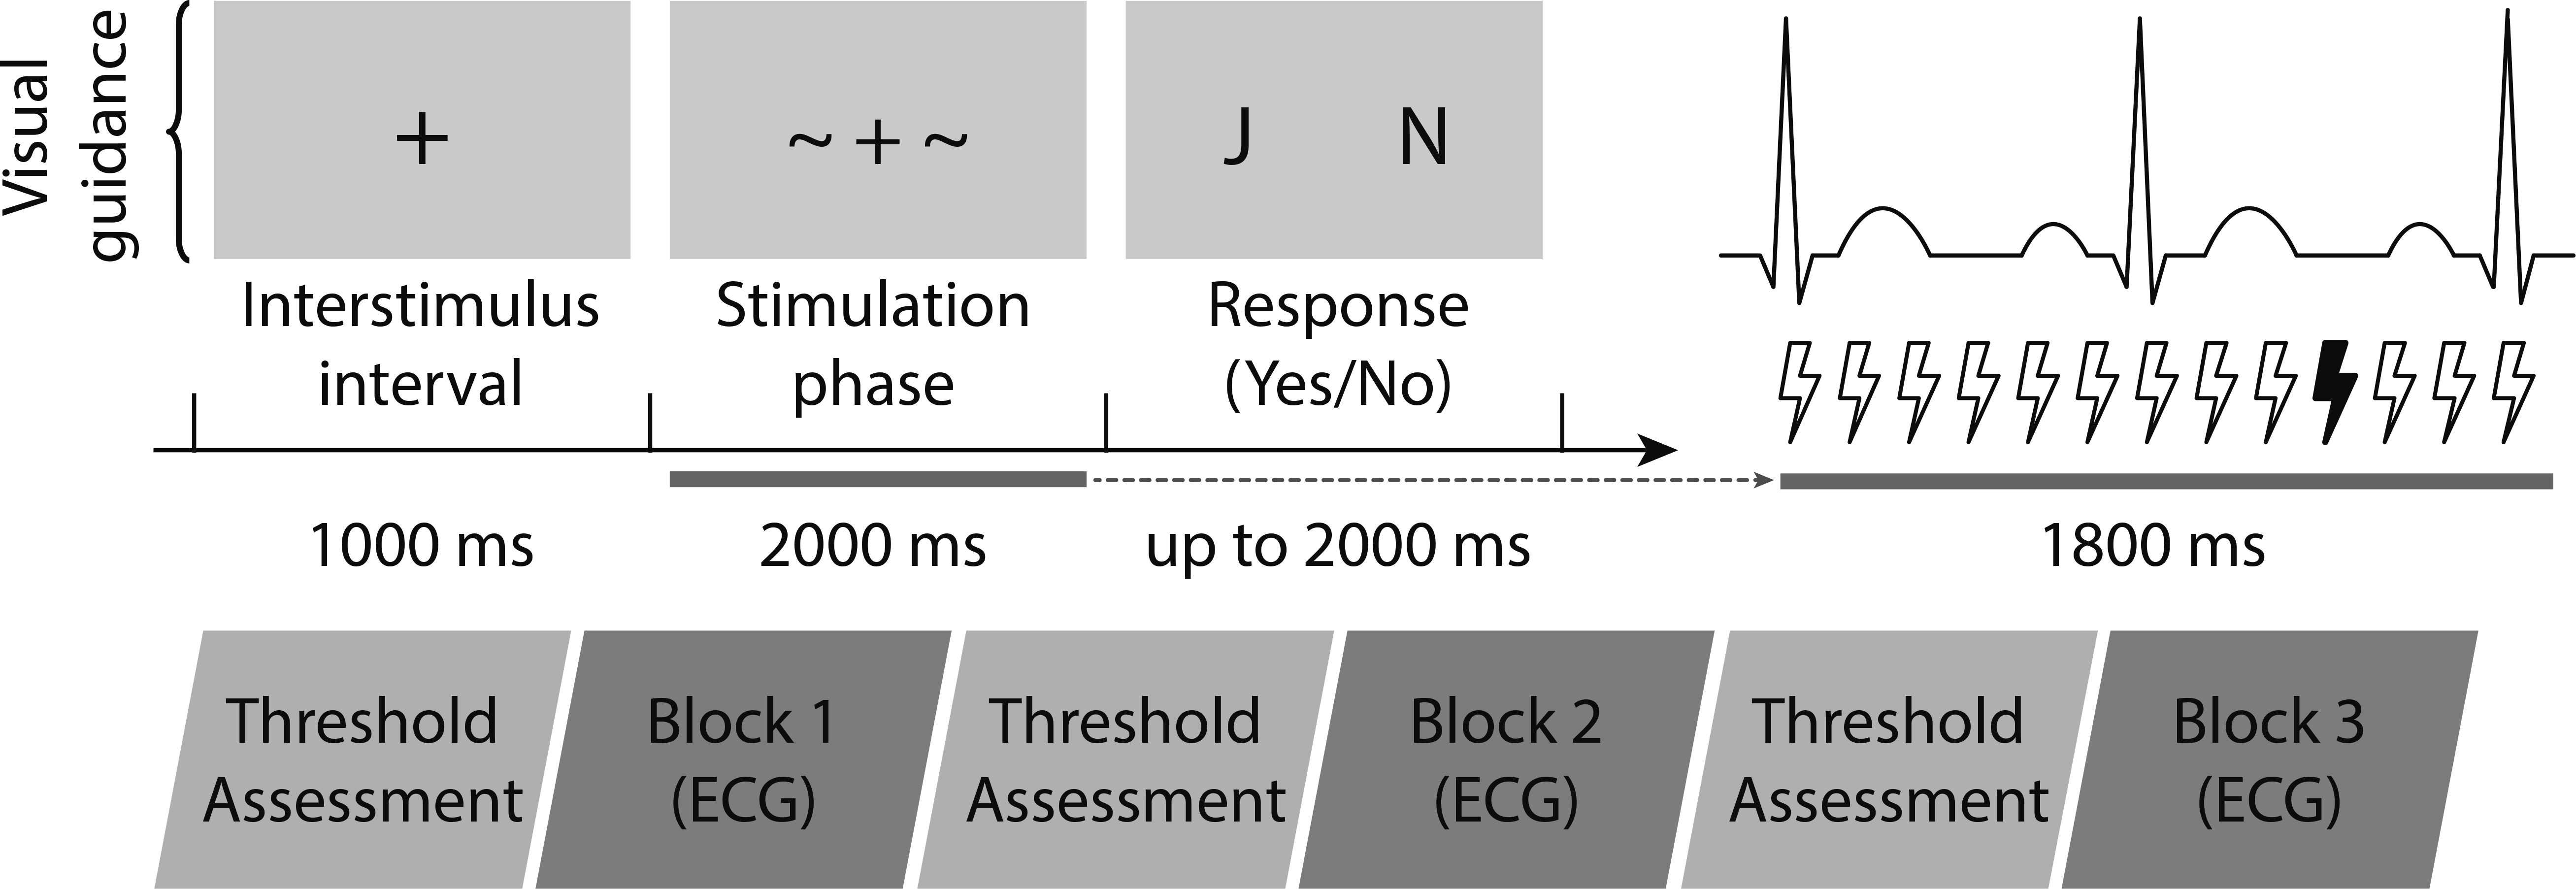 Visual
guidance
+
~ + ~
J N
Interstimulus
interval
Stimulation
phase
Response
(Yes/No)
1000 ms
2000 ms
up to 2000 ms
1800 ms
Threshold
Assessment
Block 1
(ECG)
Threshold
Assessment
Block 2
(ECG)
Threshold
Assessment
Block 3
(ECG)